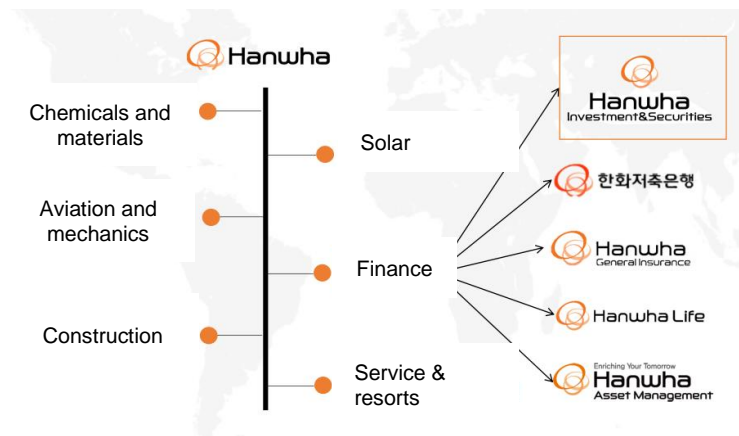 Hanwha
Chemicals and
materials
Solar
Aviation and
mechanics
Finance
Construction
Service &
resorts
Hanwha
Investment&Securities
한화저축은행
Hanwha
General Insurance
Hanwha Life
Enriching Your Tomorrow
Hanwha
Asset Management